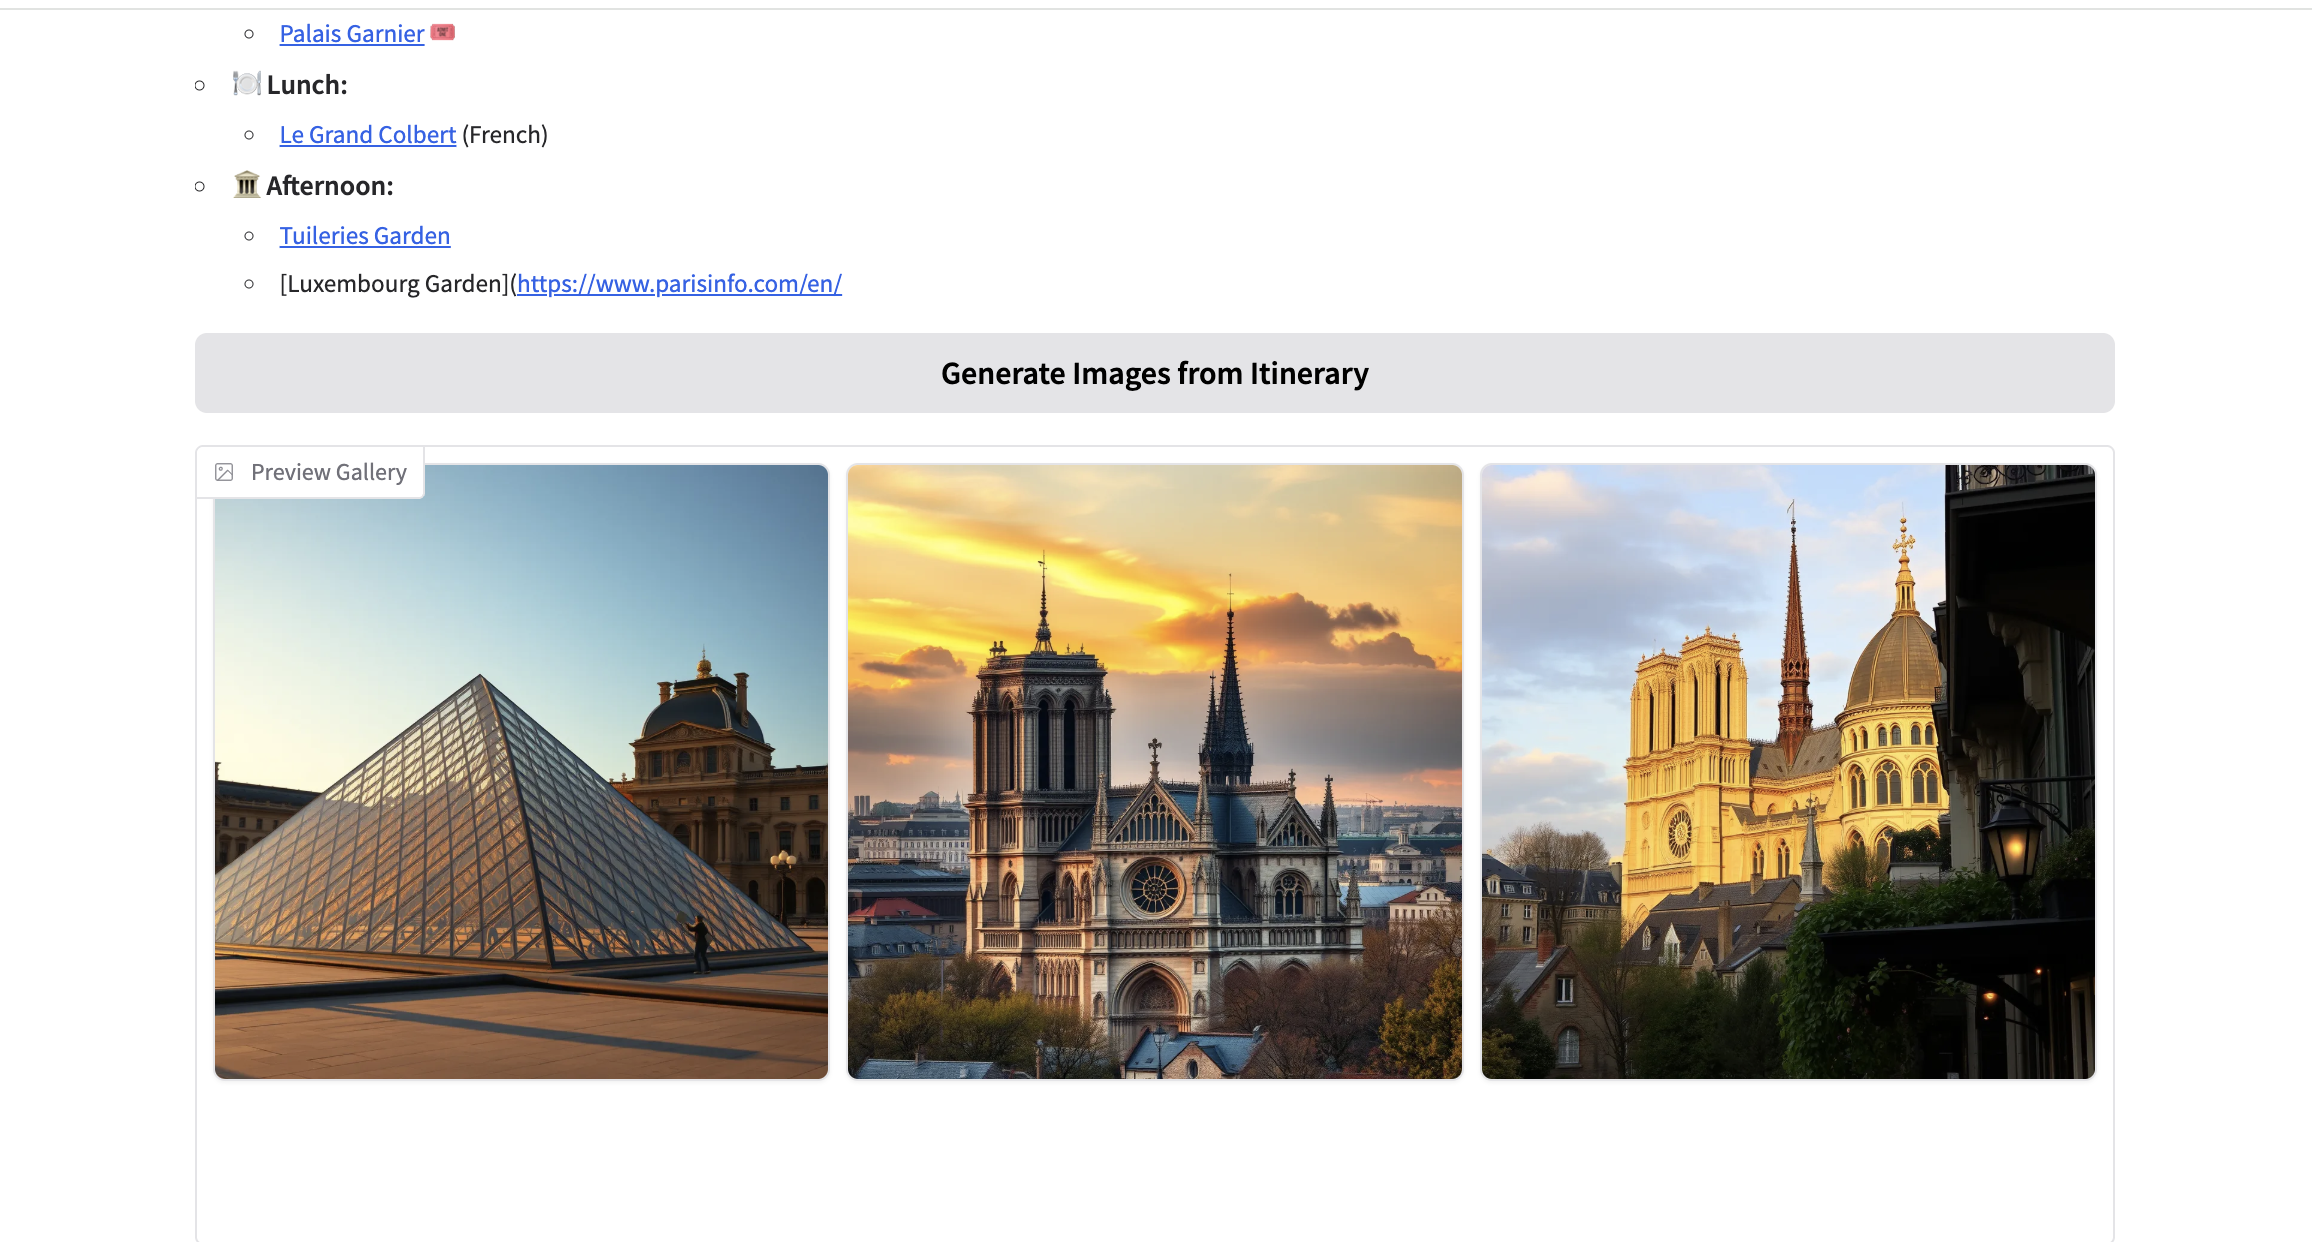 Palais Garnier
Lunch:
Le Grand Colbert (French)
Afternoon:
Tuileries Garden
[Luxembourg Garden](https://www.parisinfo.com/en/
Generate Images from Itinerary
Preview Gallery